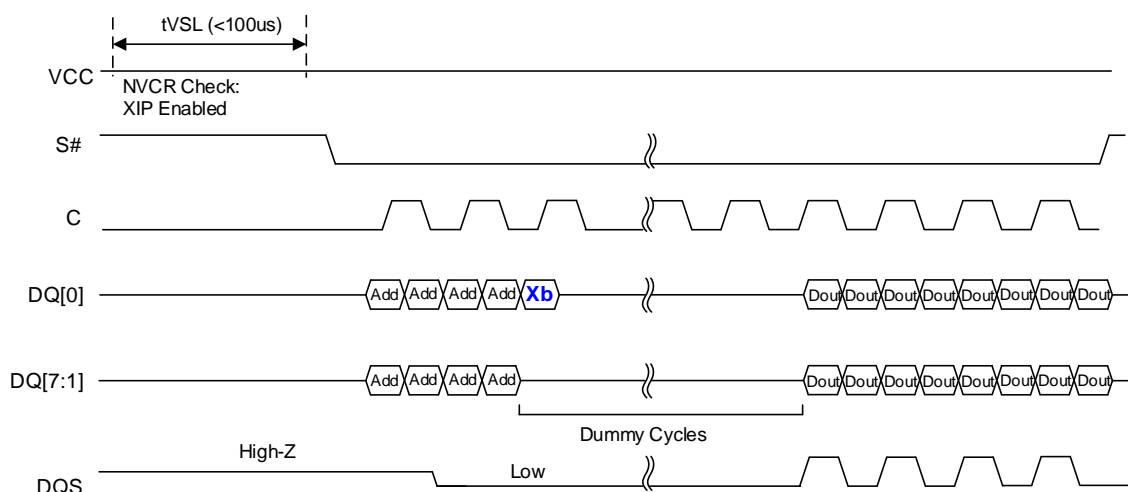 tVSL (<100us)
VCC
NVCR Check:
XIP Enabled
S#
C
DQ[0] Add Add Add Add Xb Dout Dout Dout Dout Dout Dout Dout Dout
DQ[7:1] Add Add Add Add Dout Dout Dout Dout Dout Dout Dout Dout
Dummy Cycles
High-Z
Low
DQS